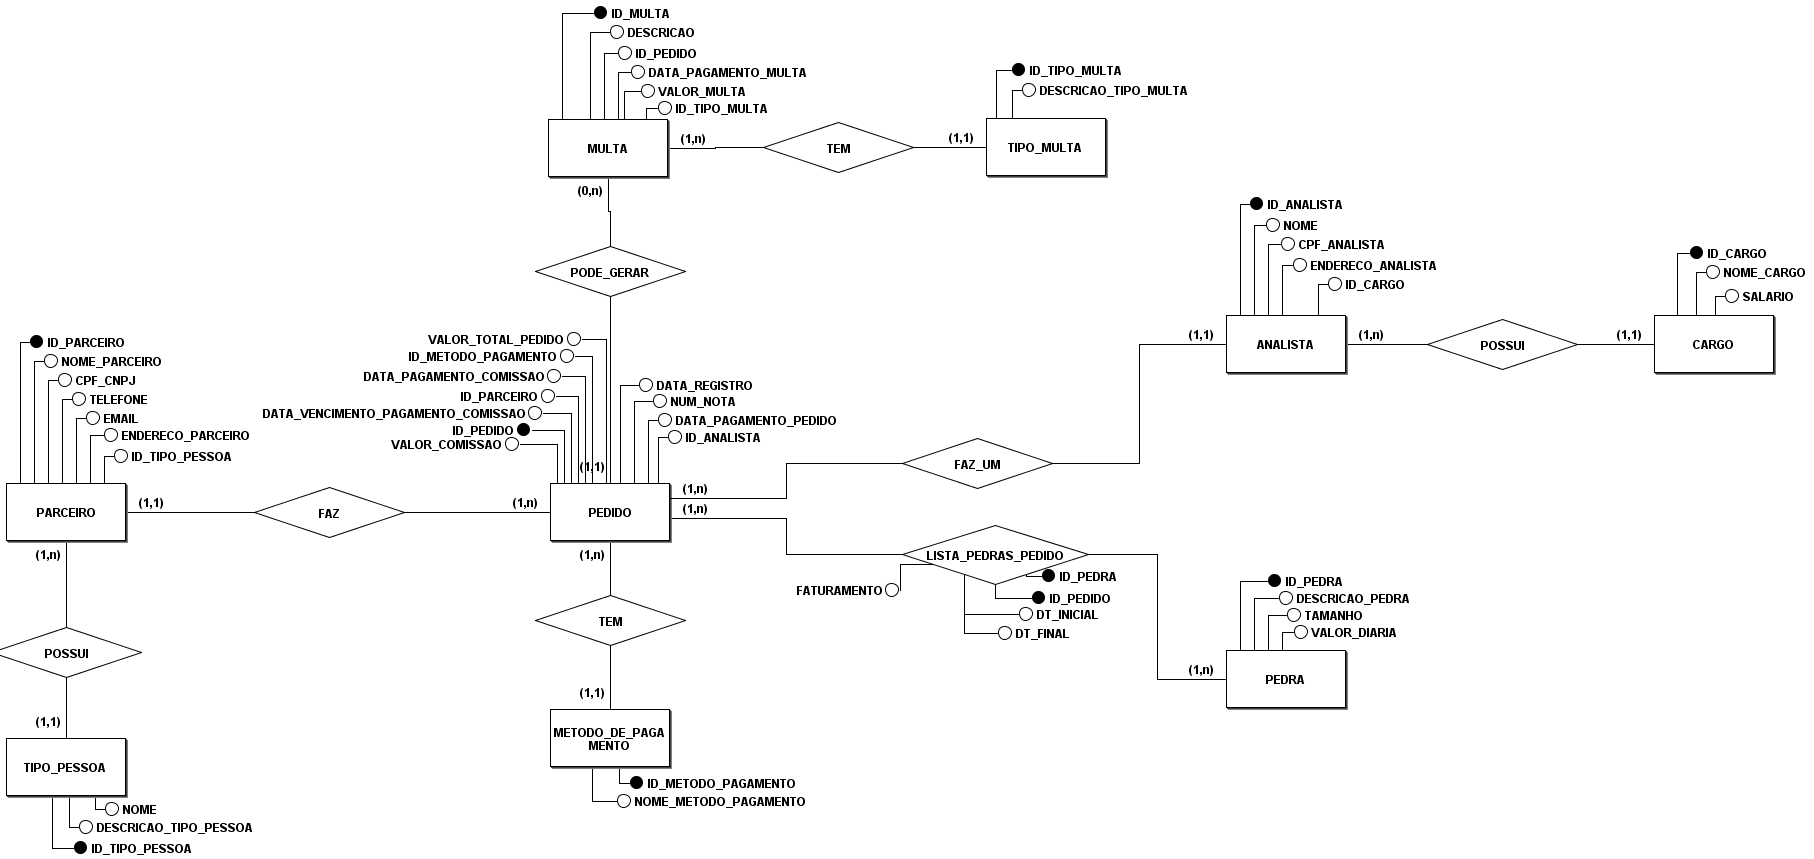 ID_MULTA
DESCRICAO
ID_PEDIDO
DATA_PAGAMENTO_MULTA
VALOR_MULTA
ID_TIPO_MULTA
MULTA
(1,n)
TEM
(1,1)
ID_TIPO_MULTA
DESCRICAO_TIPO_MULTA
TIPO_MULTA
(0,n)
PODE_GERAR
ID_ANALISTA
NOME
CPF_ANALISTA
ENDERECO_ANALISTA
ID_CARGO
(1,1)
ANALISTA
(1,n)
POSSUI
(1,1)
ID_CARGO
NOME_CARGO
SALARIO
CARGO
ID_PARCEIRO
NOME_PARCEIRO
CPF_CNPJ
TELEFONE
EMAIL
ENDERECO_PARCEIRO
ID_TIPO_PESSOA
PARCEIRO
(1,1)
FAZ
(1,n)
VALOR_TOTAL_PEDIDO
ID_METODO_PAGAMENTO
DATA_PAGAMENTO_COMISSAO
ID_PARCEIRO
DATA_VENCIMENTO_PAGAMENTO_COMISSAO
ID_PEDIDO
VALOR_COMISSAO
DATA_REGISTRO
NUM_NOTA
DATA_PAGAMENTO_PEDIDO
ID_ANALISTA
(1,1)
PEDIDO
(1,n)
FAZ_UM
(1,n)
LISTA_PEDRAS_PEDIDO
FATURAMENTO
ID_PEDRA
ID_PEDIDO
DT_INICIAL
DT_FINAL
ID_PEDRA
DESCRICAO_PEDRA
TAMANHO
VALOR_DIARIA
(1,n)
PEDRA
(1,n)
POSSUI
(1,1)
TIPO_PESSOA
NOME
DESCRICAO_TIPO_PESSOA
ID_TIPO_PESSOA
(1,n)
TEM
(1,1)
METODO_DE_PAGA
MENTO
ID_METODO_PAGAMENTO
NOME_METODO_PAGAMENTO